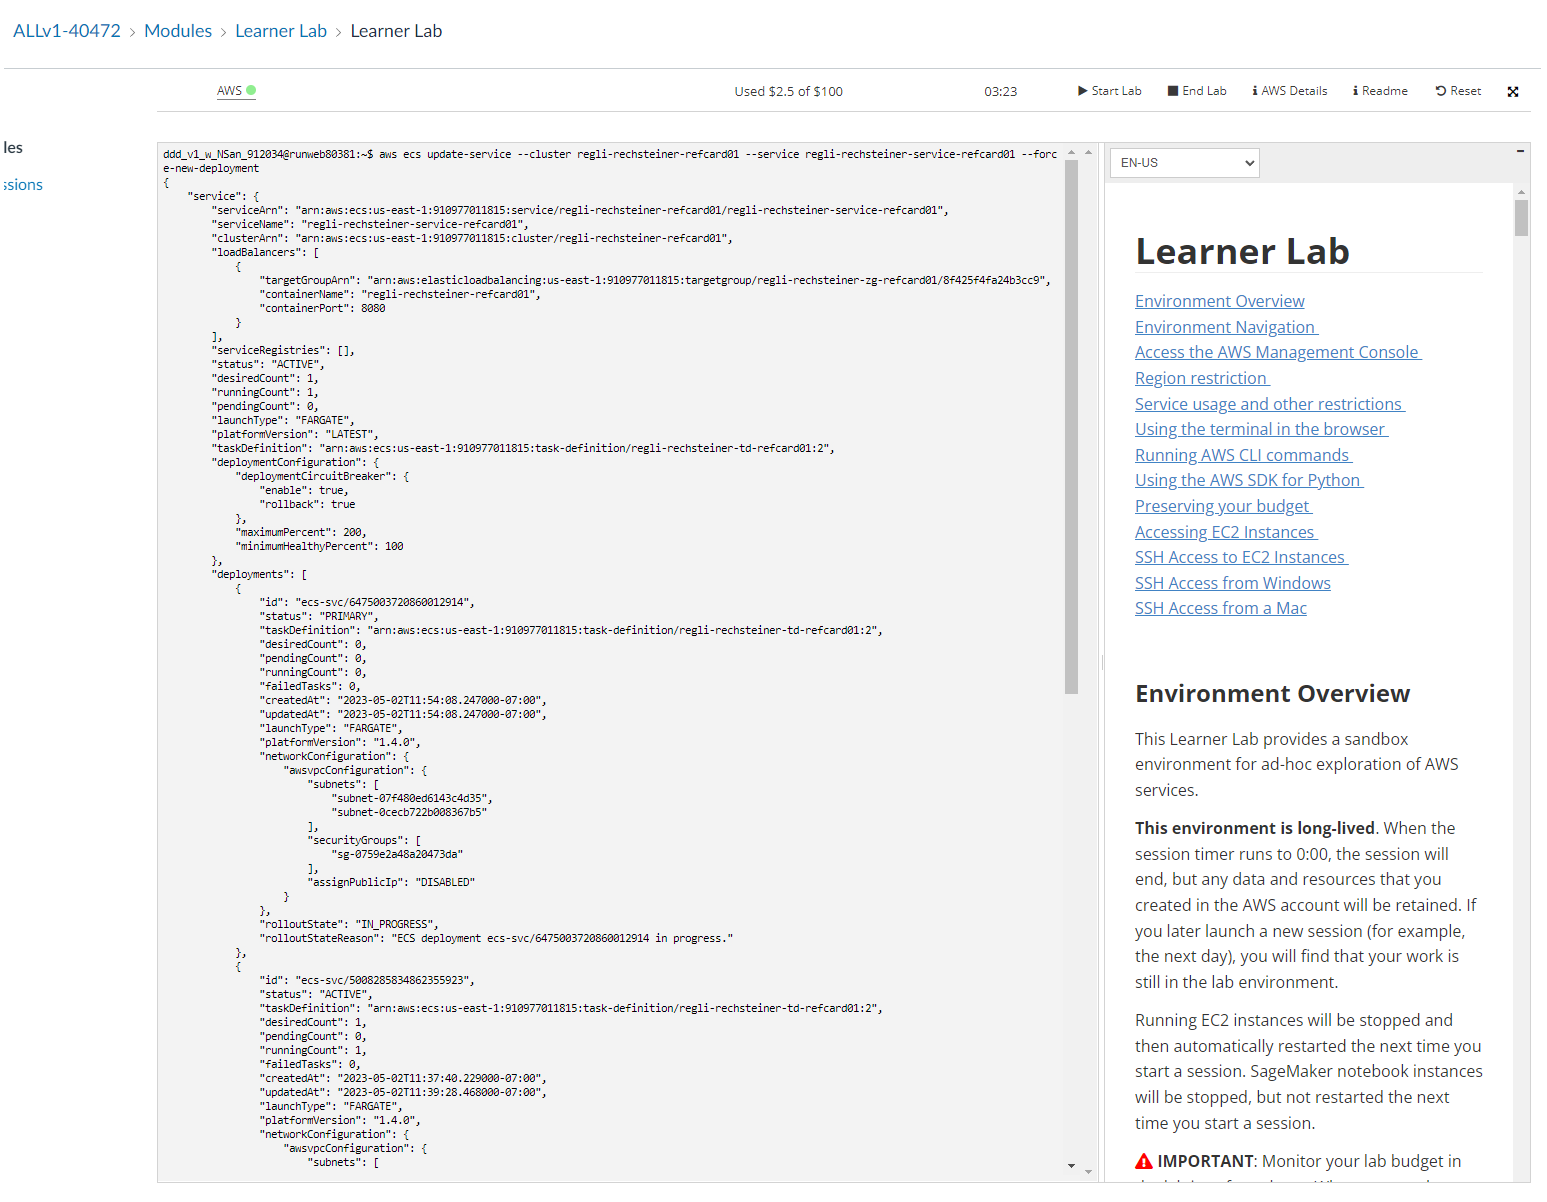 ALLv1-40472 > Modules > Learner Lab > Learner Lab
AWS
Used $2.5 of $100
03:23
Start Lab
End Lab
AWS Details
Readme
Reset
les
ssions
ddd_v1_w_NSan_912034@runweb80381:~$ aws ecs update-service --cluster regli-rechsteiner-refcard01 --service regli-rechsteiner-service-refcard01 --forc
e-new-deployment
{
"service": {
"serviceArn": "arn:aws:ecs:us-east-1:910977011815:service/regli-rechsteiner-refcard01/regli-rechsteiner-service-refcard01",
"serviceName": "regli-rechsteiner-service-refcard01",
"clusterArn": "arn:aws:ecs:us-east-1:910977011815:cluster/regli-rechsteiner-refcard01",
"loadBalancers": [
{
"targetGroupArn": "arn:aws:elasticloadbalancing:us-east-1:910977011815:targetgroup/regli-rechsteiner-zg-refcard01/8f425f4fa24b3cc9",
"containerName": "regli-rechsteiner-refcard01",
"containerPort": 8080
}
],
"serviceRegistries": [],
"status": "ACTIVE",
"desiredCount": 1,
"runningCount": 1,
"pendingCount": 0,
"launchType": "FARGATE",
"platformVersion": "LATEST",
"taskDefinition": "arn:aws:ecs:us-east-1:910977011815:task-definition/regli-rechsteiner-td-refcard01:2",
"deploymentConfiguration": {
"deploymentCircuitBreaker": {
"enable": true,
"rollback": true
},
"maximumPercent": 200,
"minimumHealthyPercent": 100
},
"deployments": [
{
"id": "ecs-svc/6475003720860012914",
"status": "PRIMARY",
"taskDefinition": "arn:aws:ecs:us-east-1:910977011815:task-definition/regli-rechsteiner-td-refcard01:2",
"desiredCount": 0,
"pendingCount": 0,
"runningCount": 0,
"failedTasks": 0,
"createdAt": "2023-05-02T11:54:08.247000-07:00",
"updatedAt": "2023-05-02T11:54:08.247000-07:00",
"launchType": "FARGATE",
"platformVersion": "1.4.0",
"networkConfiguration": {
"awsvpcConfiguration": {
"subnets": [
"subnet-07f480ed6143c4d35",
"subnet-0cecb722b008367b5"
],
"securityGroups": [
"sg-0759e2a48a20473da"
],
"assignPublicIp": "DISABLED"
}
},
"rolloutState": "IN_PROGRESS",
"rolloutStateReason": "ECS deployment ecs-svc/6475003720860012914 in progress."
},
{
"id": "ecs-svc/5008285834862355923",
"status": "ACTIVE",
"taskDefinition": "arn:aws:ecs:us-east-1:910977011815:task-definition/regli-rechsteiner-td-refcard01:2",
"desiredCount": 1,
"pendingCount": 0,
"runningCount": 1,
"failedTasks": 0,
"createdAt": "2023-05-02T11:37:40.229000-07:00",
"updatedAt": "2023-05-02T11:39:28.468000-07:00",
"launchType": "FARGATE",
"platformVersion": "1.4.0",
"networkConfiguration": {
"awsvpcConfiguration": {
"subnets": [
EN-US
Learner Lab
Environment Overview
Environment Navigation
Access the AWS Management Console
Region restriction
Service usage and other restrictions
Using the terminal in the browser
Running AWS CLI commands
Using the AWS SDK for Python
Preserving your budget
Accessing EC2 Instances
SSH Access to EC2 Instances
SSH Access from Windows
SSH Access from a Mac
Environment Overview
This Learner Lab provides a sandbox
environment for ad-hoc exploration of AWS
services.
This environment is long-lived. When the
session timer runs to 0:00, the session will
end, but any data and resources that you
created in the AWS account will be retained. If
you later launch a new session (for example,
the next day), you will find that your work is
still in the lab environment.
Running EC2 instances will be stopped and
then automatically restarted the next time you
start a session. SageMaker notebook instances
will be stopped, but not restarted the next
time you start a session.
IMPORTANT: Monitor your lab budget in